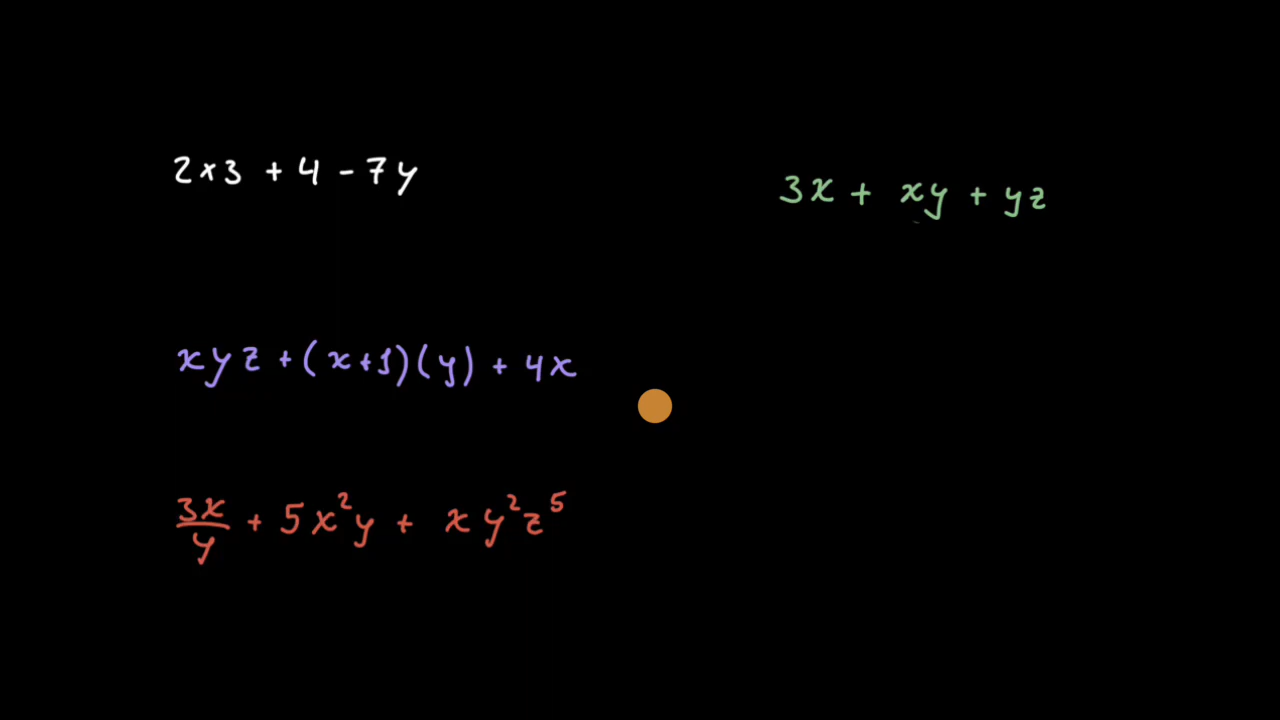 2×3 + 4 - 7y
3x + xy + yz
xyz + (x+1)(y) + 4x
3x/y + 5x²y + xy²z⁵